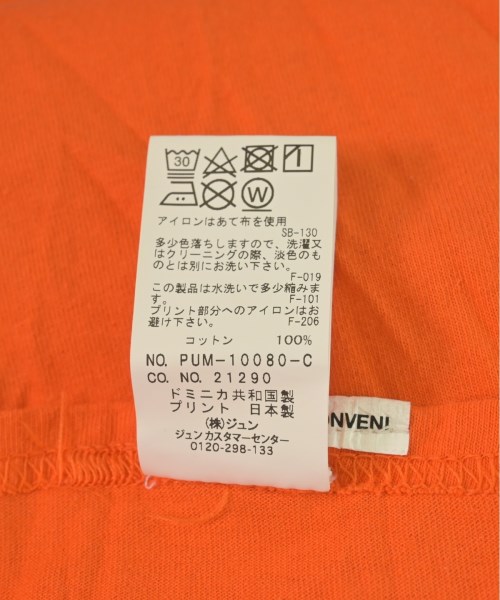 30
W
アイロンはあて布を使用
SB-130
多少色落ちしますので、洗濯又
はクリーニングの際、淡色のも
のとは別にお洗い下さい。
F-019
この製品は水洗いで多少縮みま
す。 F-101
プリント部分へのアイロンはお
避け下さい。 F-206
コットン 100%
NO. PUM-10080-C
CO. NO. 21290
ドミニカ共和国製
プリント 日本製
(株)ジュン
ジュンカスタマーセンター
0120-298-133
ONVENI